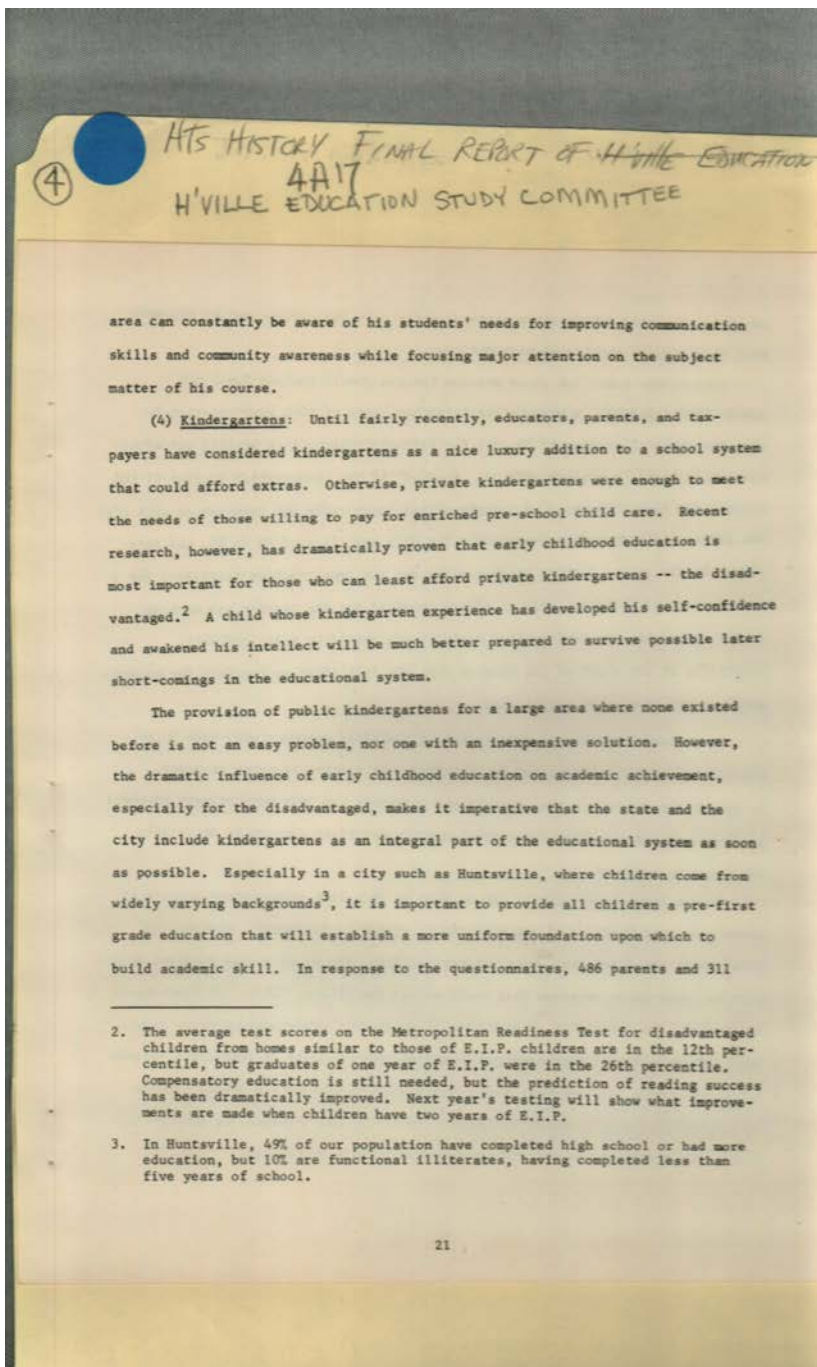 HTS HISTORY FINAL REPORT OF H'VILLE EDUCATION
4
4A17
H'VILLE EDUCATION STUDY COMMITTEE
area can constantly be aware of his students' needs for improving communication
skills and community awareness while focusing major attention on the subject
matter of his course.
(4) Kindergartens: Until fairly recently, educators, parents, and tax-
payers have considered kindergartens as a nice luxury addition to a school system
that could afford extras. Otherwise, private kindergartens were enough to meet
the needs of those willing to pay for enriched pre-school child care. Recent
research, however, has dramatically proven that early childhood education is
most important for those who can least afford private kindergartens -- the disad-
vantaged.2 A child whose kindergarten experience has developed his self-confidence
and awakened his intellect will be much better prepared to survive possible later
short-comings in the educational system.
The provision of public kindergartens for a large area where none existed
before is not an easy problem, nor one with an inexpensive solution. However,
the dramatic influence of early childhood education on academic achievement,
especially for the disadvantaged, makes it imperative that the state and the
city include kindergartens as an integral part of the educational system as soon
as possible. Especially in a city such as Huntsville, where children come from
widely varying backgrounds3, it is important to provide all children a pre-first
grade education that will establish a more uniform foundation upon which to
build academic skill. In response to the questionnaires, 486 parents and 311
2. The average test scores on the Metropolitan Readiness Test for disadvantaged
children from homes similar to those of E.I.P. children are in the 12th per-
centile, but graduates of one year of E.I.P. were in the 26th percentile.
Compensatory education is still needed, but the prediction of reading success
has been dramatically improved. Next year's testing will show what improve-
ments are made when children have two years of E.I.P.
3. In Huntsville, 49% of our population have completed high school or had more
education, but 10% are functional illiterates, having completed less than
five years of school.
21